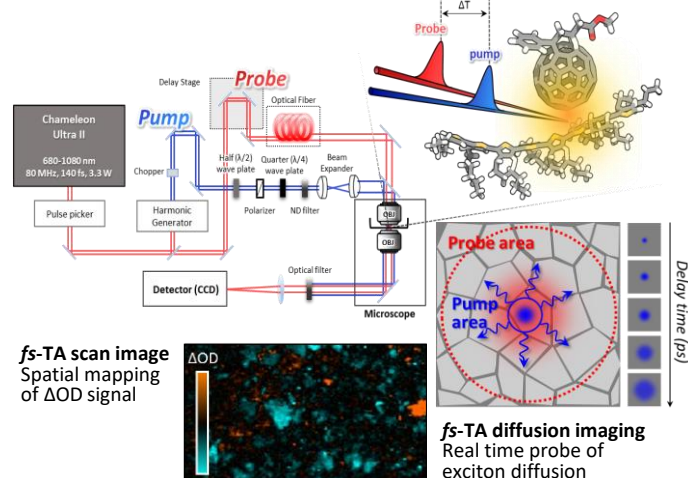 ΔT
Probe
pump
Delay Stage
Probe
Optical Fiber
Pump
Chameleon
Ultra II
680-1080 nm
80 MHz, 140 fs, 3.3 W
Chopper
Half (λ/2)
wave plate
Quarter (λ/4)
wave plate
Beam
Expander
Polarizer
ND filter
Pulse picker
Harmonic
Generator
OBJ
OBJ
Optical filter
Detector (CCD)
Microscope
Probe area
Pump
area
Delay time (ps)
fs-TA scan image
Spatial mapping
of ΔOD signal
ΔOD
fs-TA diffusion imaging
Real time probe of
exciton diffusion